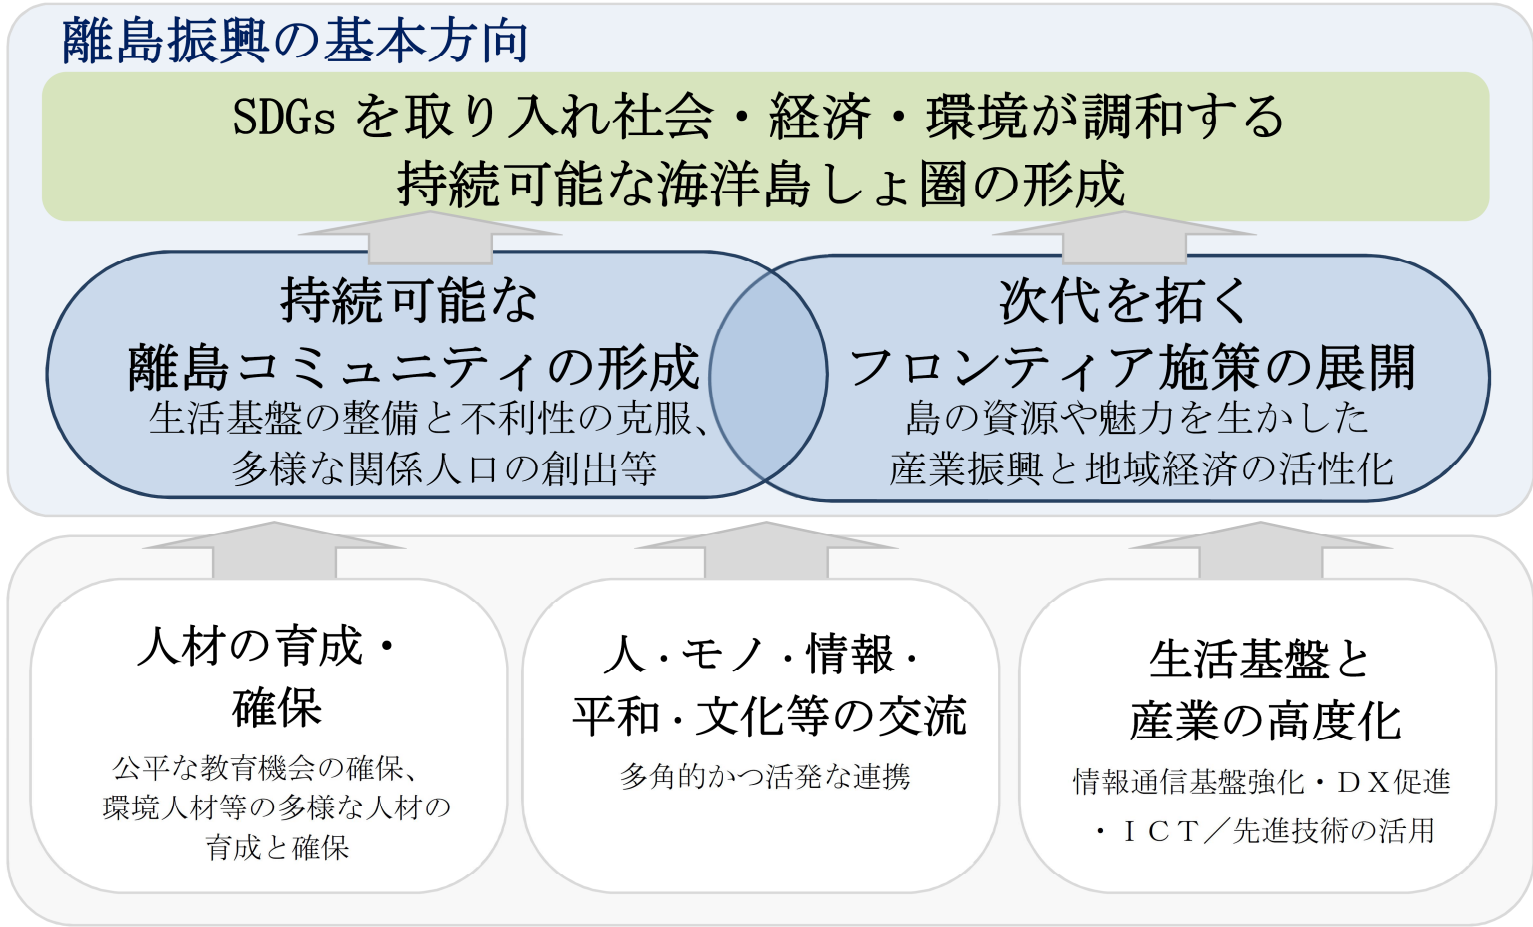 離島振興の基本方向
SDGs を取り入れ社会・経済・環境が調和する
持続可能な海洋島しょ圏の形成
持続可能な
離島コミュニティの形成
生活基盤の整備と不利性の克服、
多様な関係人口の創出等
次代を拓く
フロンティア施策の展開
島の資源や魅力を生かした
産業振興と地域経済の活性化
人材の育成・
確保
公平な教育機会の確保、
環境人材等の多様な人材の
育成と確保
人・モノ・情報・
平和・文化等の交流
多角的かつ活発な連携
生活基盤と
産業の高度化
情報通信基盤強化・ＤＸ促進
・ＩＣＴ／先進技術の活用